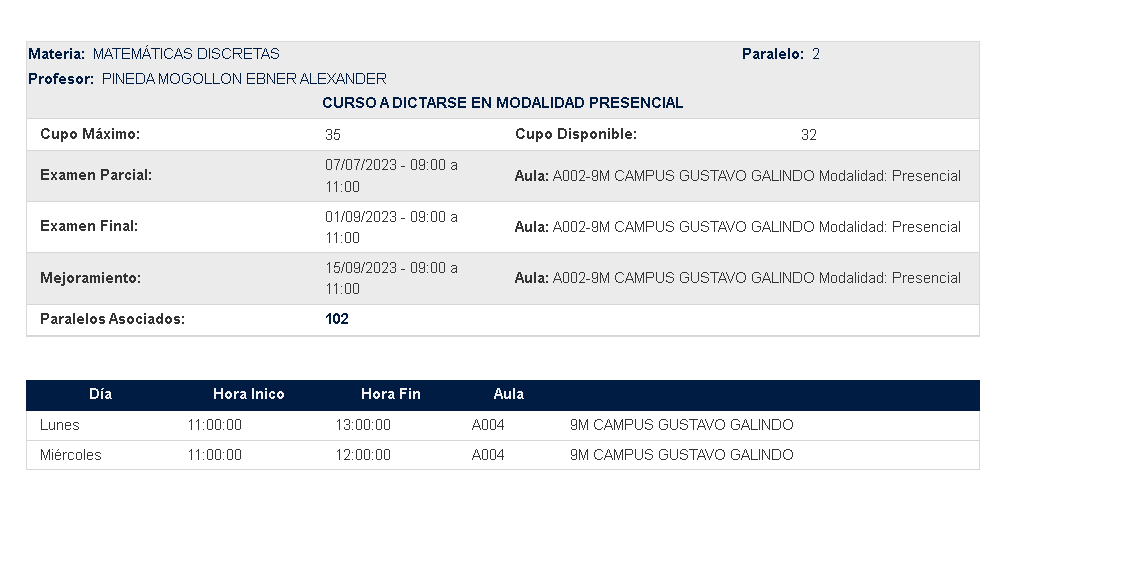 Materia: MATEMÁTICAS DISCRETAS Paralelo: 2
Profesor: PINEDA MOGOLLON EBNER ALEXANDER
CURSO A DICTARSE EN MODALIDAD PRESENCIAL
Cupo Máximo: 35 Cupo Disponible: 32
Examen Parcial: 07/07/2023 - 09:00 a
11:00
Aula: A002-9M CAMPUS GUSTAVO GALINDO Modalidad: Presencial
Examen Final: 01/09/2023 - 09:00 a
11:00
Aula: A002-9M CAMPUS GUSTAVO GALINDO Modalidad: Presencial
Mejoramiento: 15/09/2023 - 09:00 a
11:00
Aula: A002-9M CAMPUS GUSTAVO GALINDO Modalidad: Presencial
Paralelos Asociados: 102
Día Hora Inico Hora Fin Aula
Lunes 11:00:00 13:00:00 A004 9M CAMPUS GUSTAVO GALINDO
Miércoles 11:00:00 12:00:00 A004 9M CAMPUS GUSTAVO GALINDO